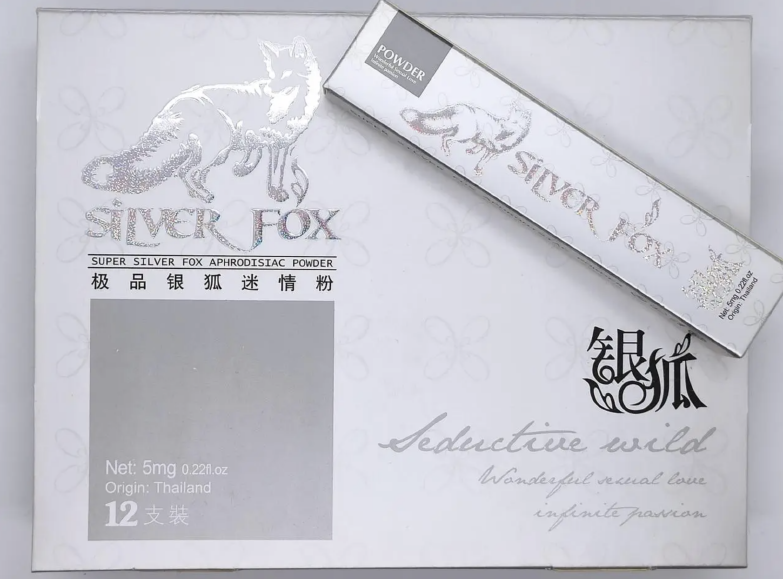 SILVER FOX
SUPER SILVER FOX APHRODISIAC POWDER
极品银狐迷情粉
Net: 5mg 0.22fl.oz
Origin: Thailand
12支裝
POWDER
SILVER FOX
Net: 5mg 0.22fl.oz
Origin: Thailand
银狐
Seductive wild
Wonderful sexual love
infinite passion